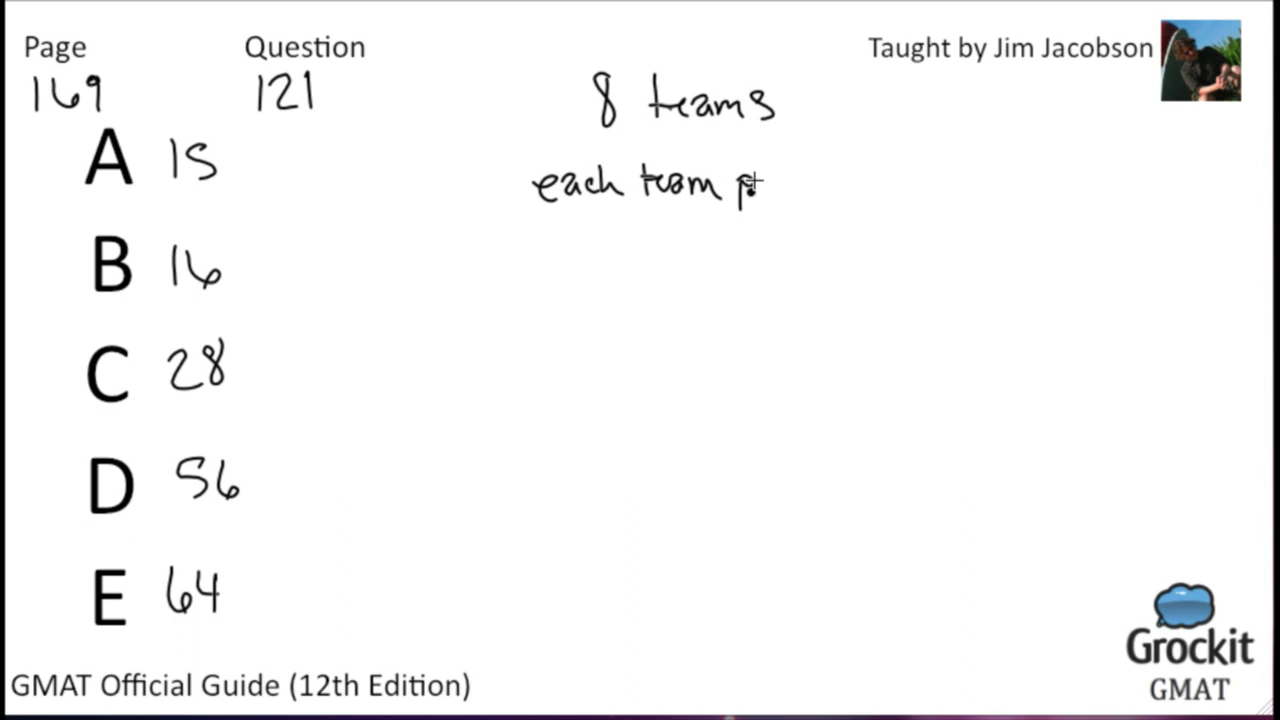 Page Question Taught by Jim Jacobson
169 121 8 teams
A 15
each team p
B 16
C 28
D 56
E 64
Grockit
GMAT
GMAT Official Guide (12th Edition)